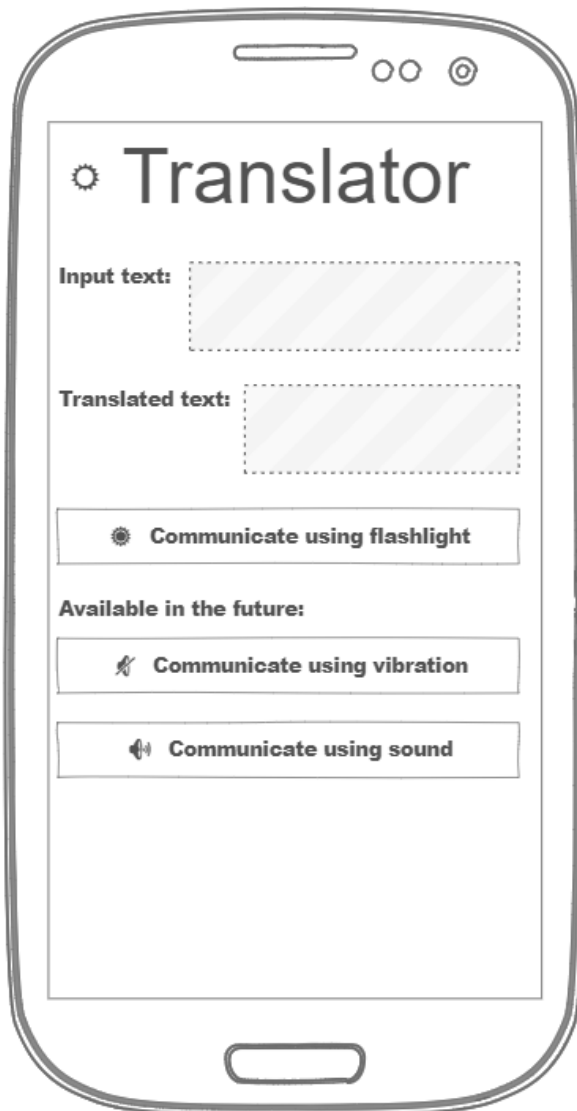 Translator
Input text:
Translated text:
Communicate using flashlight
Available in the future:
Communicate using vibration
Communicate using sound